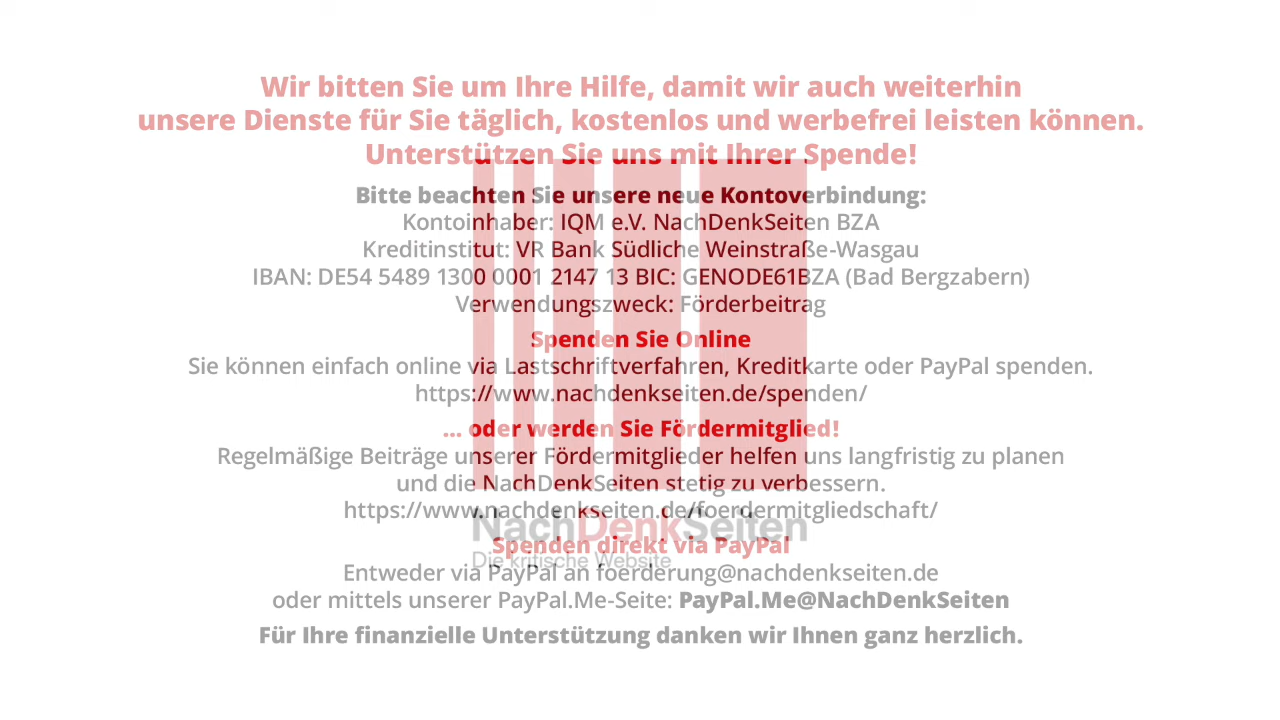 Wir bitten Sie um Ihre Hilfe, damit wir auch weiterhin
unsere Dienste für Sie täglich, kostenlos und werbefrei leisten können.
Unterstützen Sie uns mit Ihrer Spende!
Bitte beachten Sie unsere neue Kontoverbindung:
Kontoinhaber: IQM e.V. NachDenkSeiten BZA
Kreditinstitut: VR Bank Südliche Weinstraße-Wasgau
IBAN: DE54 5489 1300 0001 2147 13 BIC: GENODE61BZA (Bad Bergzabern)
Verwendungszweck: Förderbeitrag
Spenden Sie Online
Sie können einfach online via Lastschriftverfahren, Kreditkarte oder PayPal spenden.
https://www.nachdenkseiten.de/spenden/
... oder werden Sie Fördermitglied!
Regelmäßige Beiträge unserer Fördermitglieder helfen uns langfristig zu planen
und die NachDenkSeiten stetig zu verbessern.
https://www.nachdenkseiten.de/foerdermitgliedschaft/
NachDenkSeiten
Spenden direkt via PayPal
Die kritische Website
Entweder via PayPal an foerderung@nachdenkseiten.de
oder mittels unserer PayPal.Me-Seite: PayPal.Me@NachDenkSeiten
Für Ihre finanzielle Unterstützung danken wir Ihnen ganz herzlich.